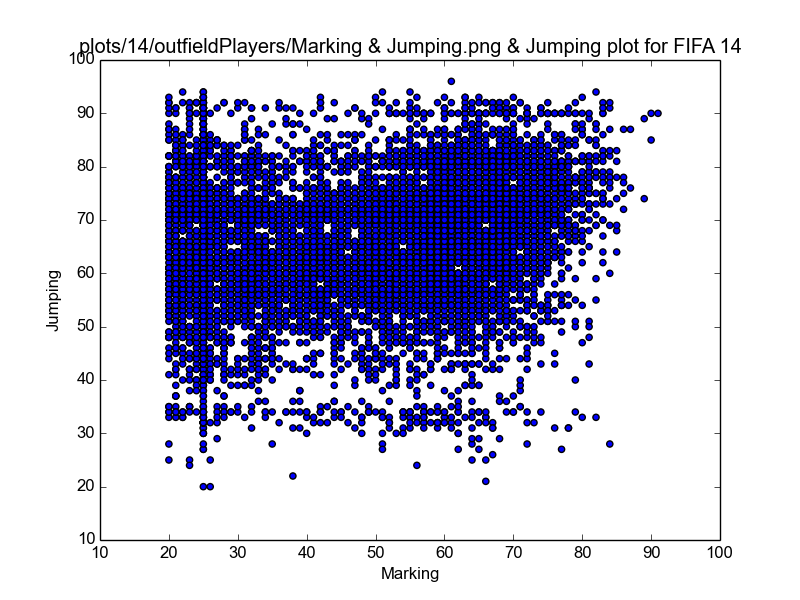 plots/14/outfieldPlayers/Marking & Jumping.png & Jumping plot for FIFA 14
100
90
80
70
60
50
40
30
20
10
Jumping
10 20 30 40 50 60 70 80 90 100
Marking